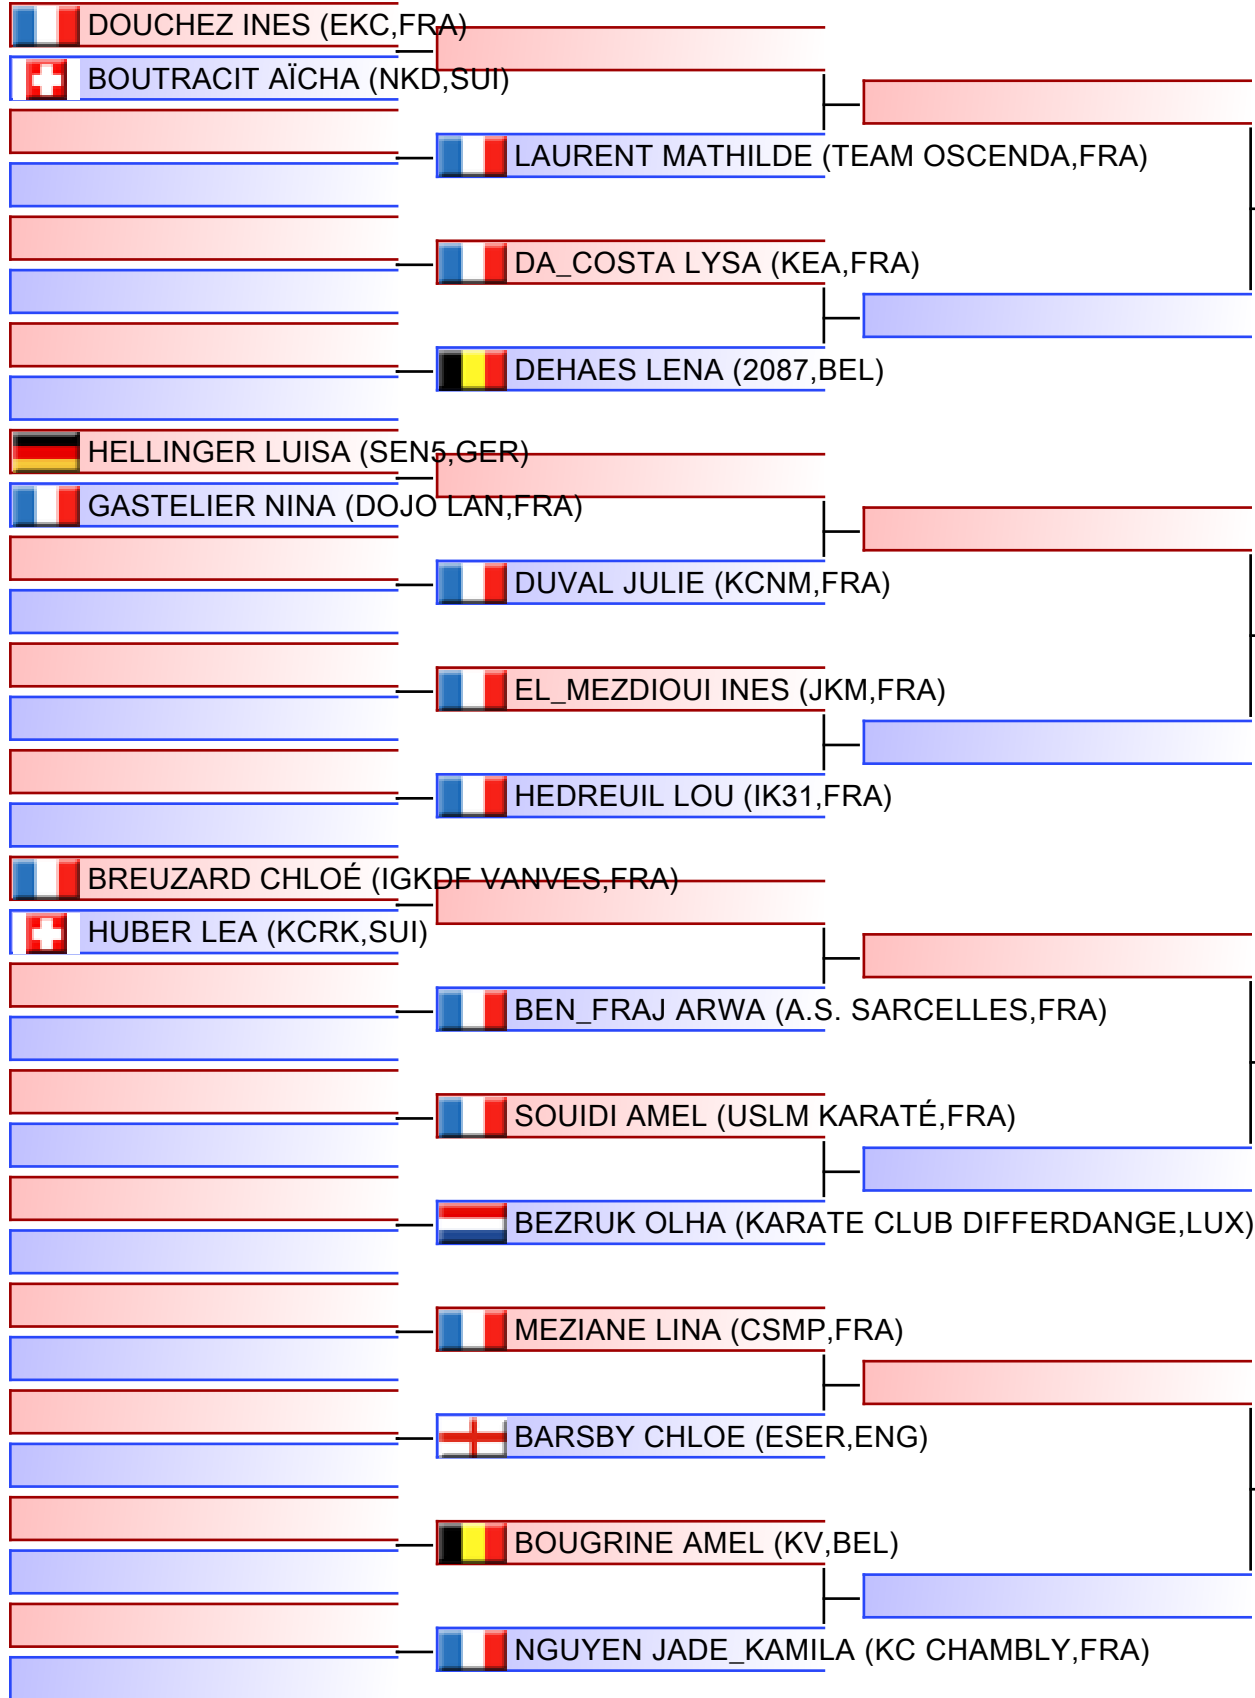 DOUCHEZ INES (EKC,FRA)
BOUTRACIT AÏCHA (NKD,SUI)
LAURENT MATHILDE (TEAM OSCENDA,FRA)
DA_COSTA LYSA (KEA,FRA)
DEHAES LENA (2087,BEL)
HELLINGER LUISA (SEN5,GER)
GASTELIER NINA (DOJO LAN,FRA)
DUVAL JULIE (KCNM,FRA)
EL_MEZDIOUI INES (JKM,FRA)
HEDREUIL LOU (IK31,FRA)
BREUZARD CHLOÉ (IGKDF VANVES,FRA)
HUBER LEA (KCRK,SUI)
BEN_FRAJ ARWA (A.S. SARCELLES,FRA)
SOUIDI AMEL (USLM KARATÉ,FRA)
BEZRUK OLHA (KARATE CLUB DIFFERDANGE,LUX)
MEZIANE LINA (CSMP,FRA)
BARSBY CHLOE (ESER,ENG)
BOUGRINE AMEL (KV,BEL)
NGUYEN JADE_KAMILA (KC CHAMBLY,FRA)